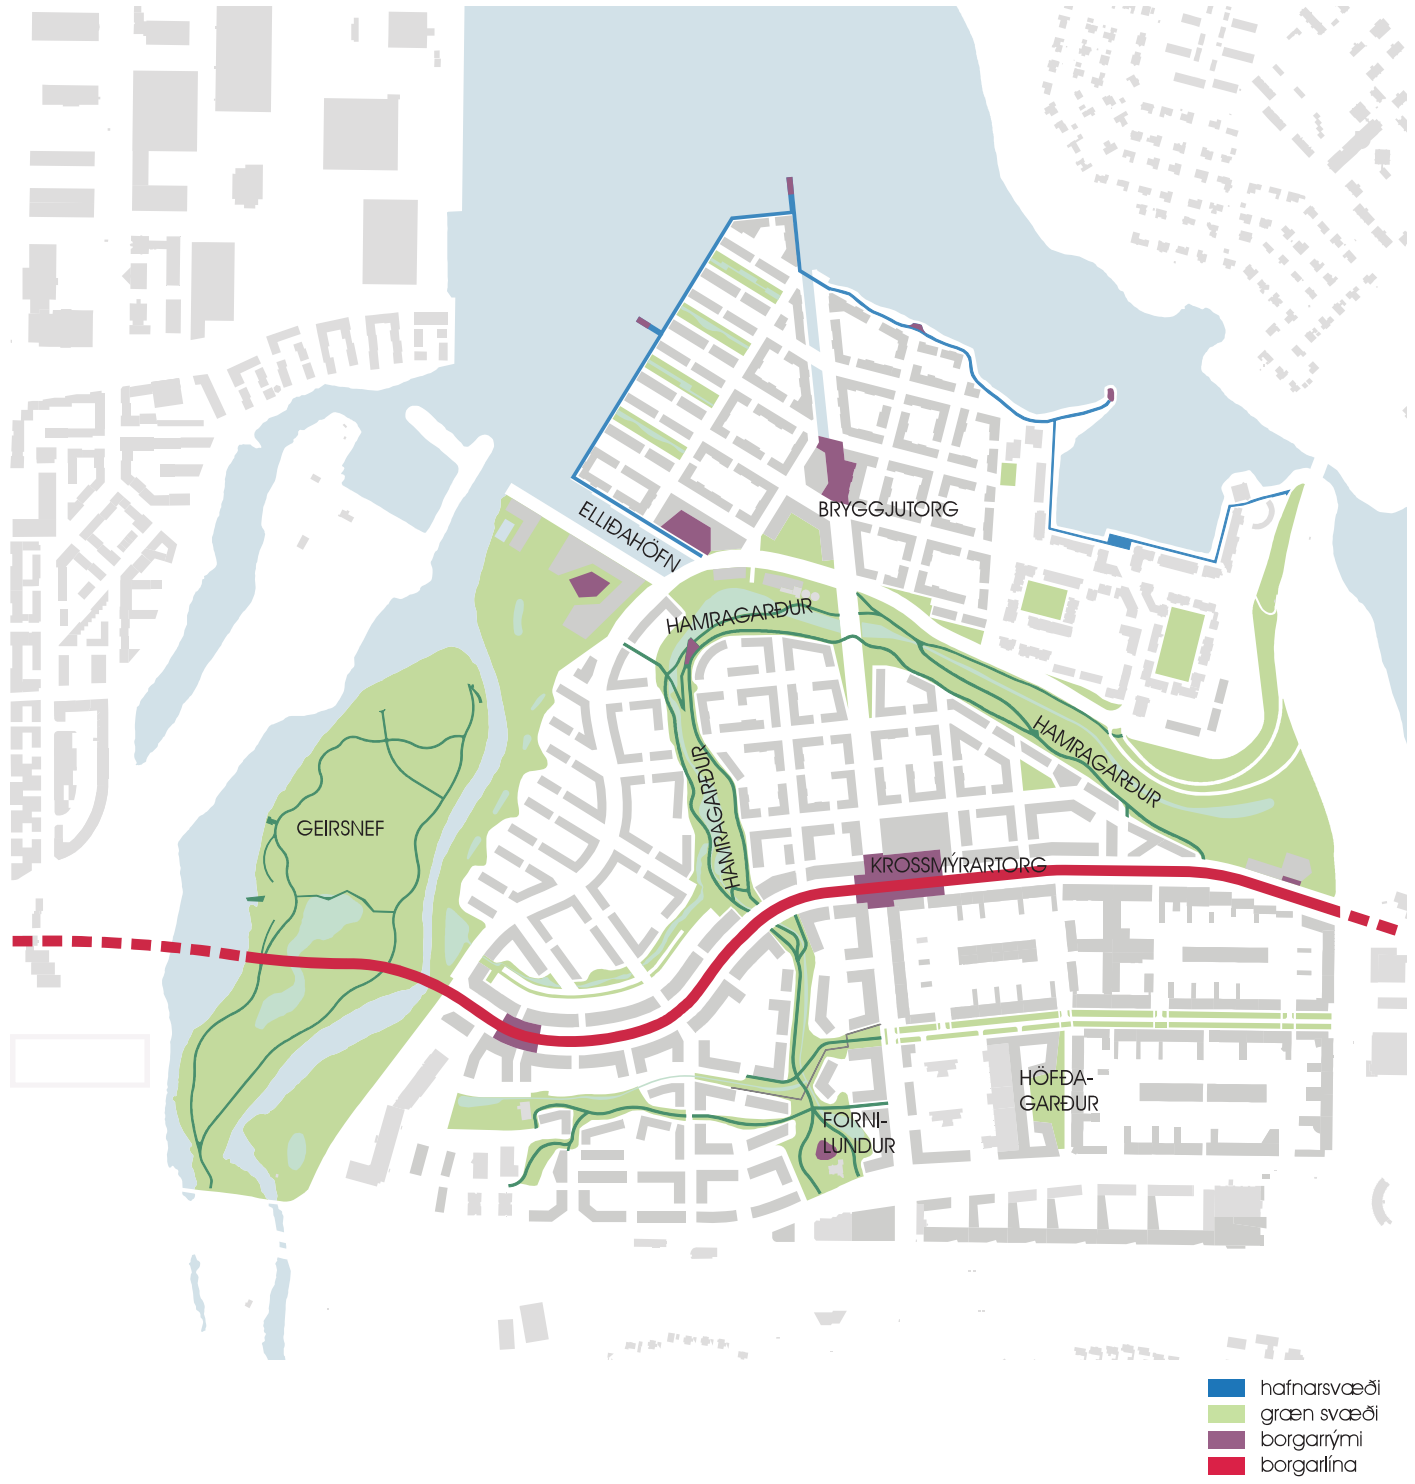 BRYGGJUTORG
ELLIÐAHÖFN
HAMRAGARÐUR
HAMRAGARÐUR
HAMRAGARÐUR
GEIRSNEF
KROSSMÝRARTORG
HÖFÐA-
GARÐUR
FORNI-
LUNDUR
hafnarsvæði
græn svæði
borgarrými
borgarlína